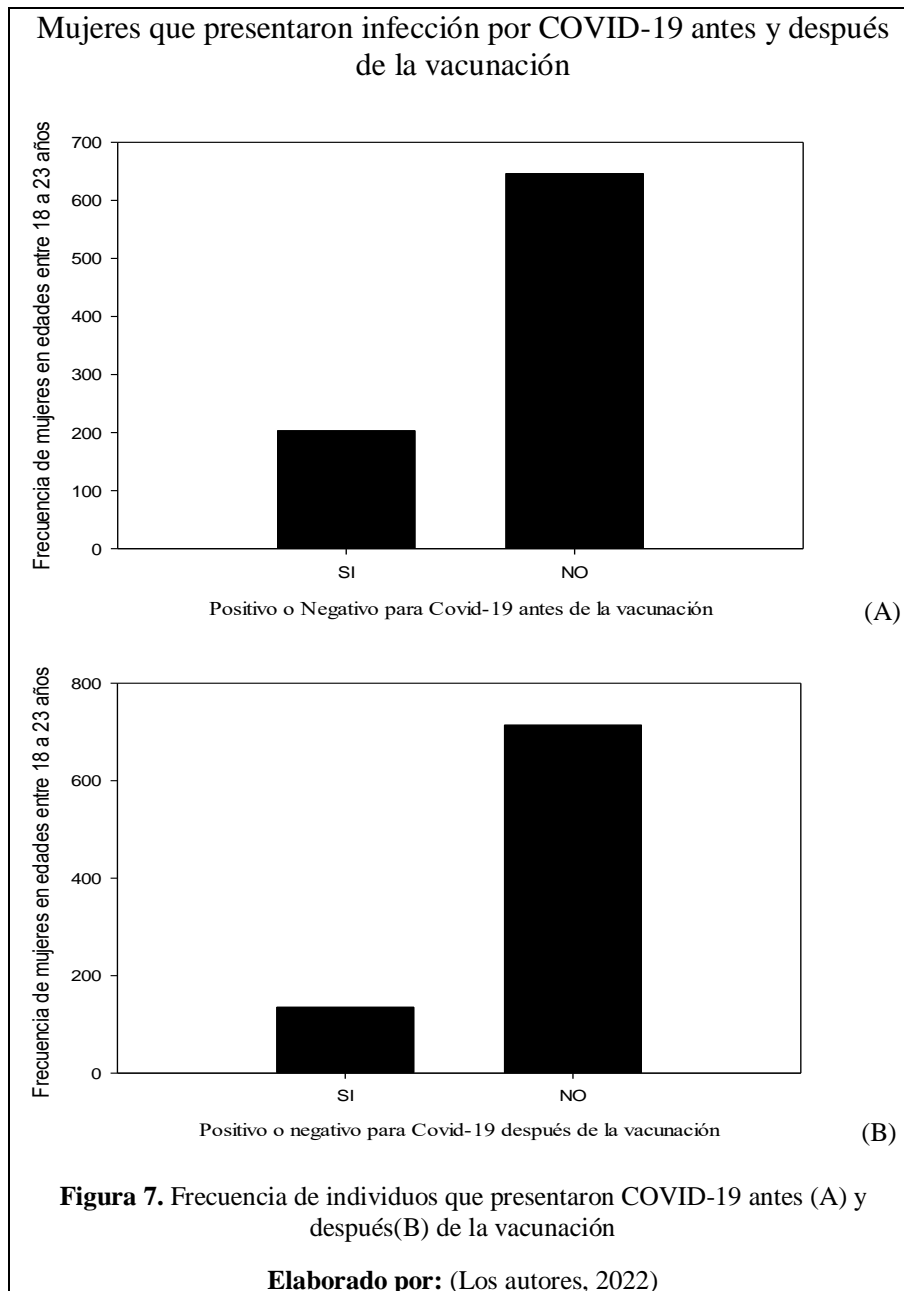 Mujeres que presentaron infección por COVID-19 antes y después
de la vacunación
Frecuencia de mujeres en edades entre 18 a 23 años
700
600
500
400
300
200
100
0
SI
NO
Positivo o Negativo para Covid-19 antes de la vacunación
(A)
Frecuencia de mujeres en edades entre 18 a 23 años
800
600
400
200
0
SI
NO
Positivo o negativo para Covid-19 después de la vacunación
(B)
Figura 7. Frecuencia de individuos que presentaron COVID-19 antes (A) y
después(B) de la vacunación
Elaborado por: (Los autores, 2022)